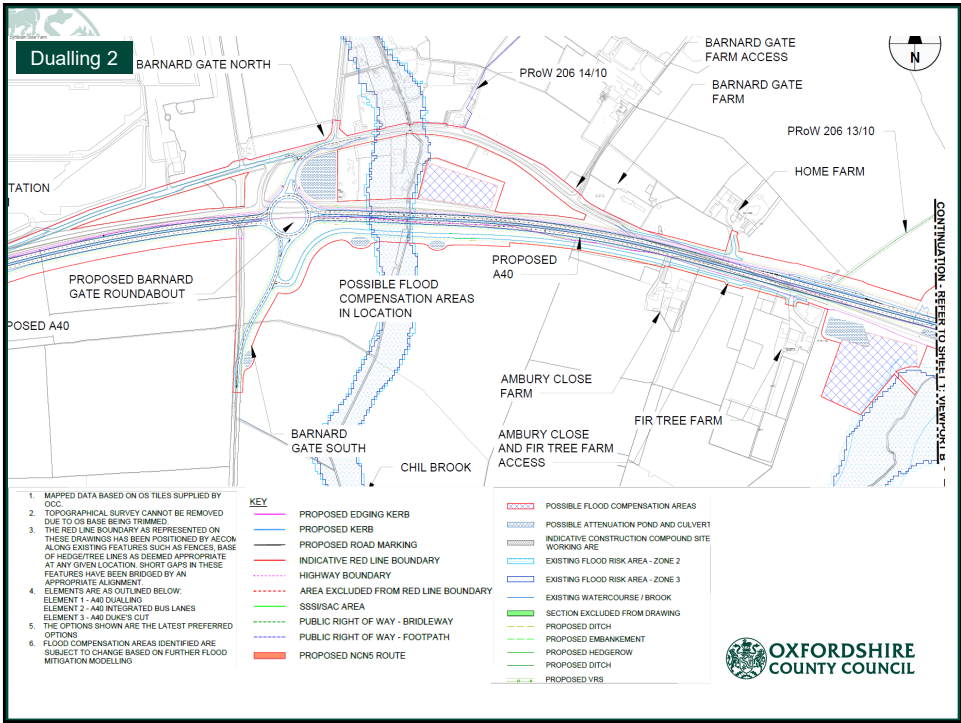 Dualling 2
BARNARD GATE NORTH
PRoW 206 14/10
BARNARD GATE
FARM ACCESS
BARNARD GATE
FARM
N
PRoW 206 13/10
HOME FARM
TATION
PROPOSED BARNARD
GATE ROUNDABOUT
POSSIBLE FLOOD
COMPENSATION AREAS
IN LOCATION
PROPOSED
A40
POSED A40
CONTINUATION - REFER TO SHEET 1: VIEWPORT B
AMBURY CLOSE
FARM
FIR TREE FARM
BARNARD
GATE SOUTH
AMBURY CLOSE
AND FIR TREE FARM
ACCESS
CHIL BROOK
1. MAPPED DATA BASED ON OS TILES SUPPLIED BY
OCC.
2. TOPOGRAPHICAL SURVEY CANNOT BE REMOVED
DUE TO OS BASE BEING TRIMMED.
3. THE RED LINE BOUNDARY AS REPRESENTED ON
THESE DRAWINGS HAS BEEN POSITIONED BY AECOM
ALONG EXISTING FEATURES SUCH AS FENCES, BASE
OF HEDGE/TREE LINES AS DEEMED APPROPRIATE
AT ANY GIVEN LOCATION. SHORT GAPS IN THESE
FEATURES HAVE BEEN BRIDGED BY AN
APPROPRIATE ALIGNMENT.
4. ELEMENTS ARE AS OUTLINED BELOW:
ELEMENT 1 - A40 DUALLING
ELEMENT 2 - A40 INTEGRATED BUS LANES
ELEMENT 3 - A40 DUKE'S CUT
5. THE OPTIONS SHOWN ARE THE LATEST PREFERRED
OPTIONS
6. FLOOD COMPENSATION AREAS IDENTIFIED ARE
SUBJECT TO CHANGE BASED ON FURTHER FLOOD
MITIGATION MODELLING
KEY
PROPOSED EDGING KERB
PROPOSED KERB
PROPOSED ROAD MARKING
INDICATIVE RED LINE BOUNDARY
HIGHWAY BOUNDARY
AREA EXCLUDED FROM RED LINE BOUNDARY
SSSI/SAC AREA
PUBLIC RIGHT OF WAY - BRIDLEWAY
PUBLIC RIGHT OF WAY - FOOTPATH
PROPOSED NCN5 ROUTE
POSSIBLE FLOOD COMPENSATION AREAS
POSSIBLE ATTENUATION POND AND CULVERT
INDICATIVE CONSTRUCTION COMPOUND SITE
WORKING ARE
EXISTING FLOOD RISK AREA - ZONE 2
EXISTING FLOOD RISK AREA - ZONE 3
EXISTING WATERCOURSE / BROOK
SECTION EXCLUDED FROM DRAWING
PROPOSED DITCH
PROPOSED EMBANKMENT
PROPOSED HEDGEROW
PROPOSED DITCH
PROPOSED VRS
OXFORDSHIRE
COUNTY COUNCIL